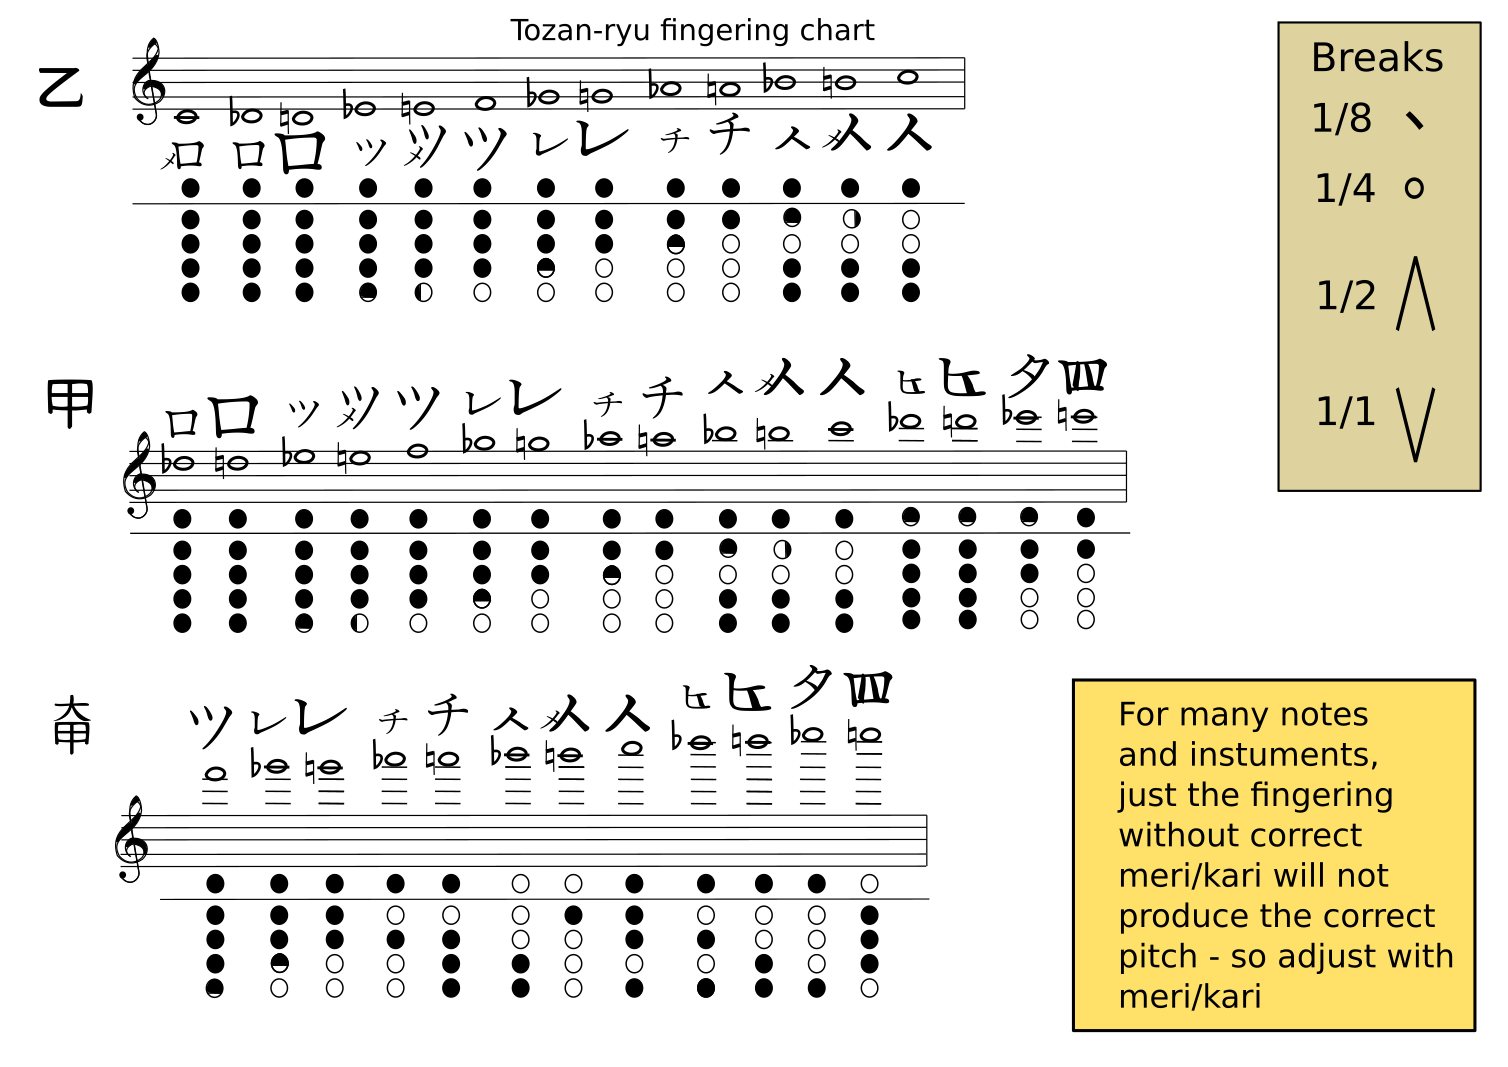 Tozan-ryu fingering chart
乙
メロ ロ ロ ッ メツ ツ レ レ チ チ 人 メ人 人
Breaks
1/8
1/4
1/2
1/1
甲
ロ ロ ッ メツ ツ レ レ チ チ 人 メ人 人 ヒ ヒ タ 四
大甲
ツ レ レ チ チ 人 メ人 人 ヒ ヒ タ 四
For many notes
and instuments,
just the fingering
without correct
meri/kari will not
produce the correct
pitch - so adjust with
meri/kari